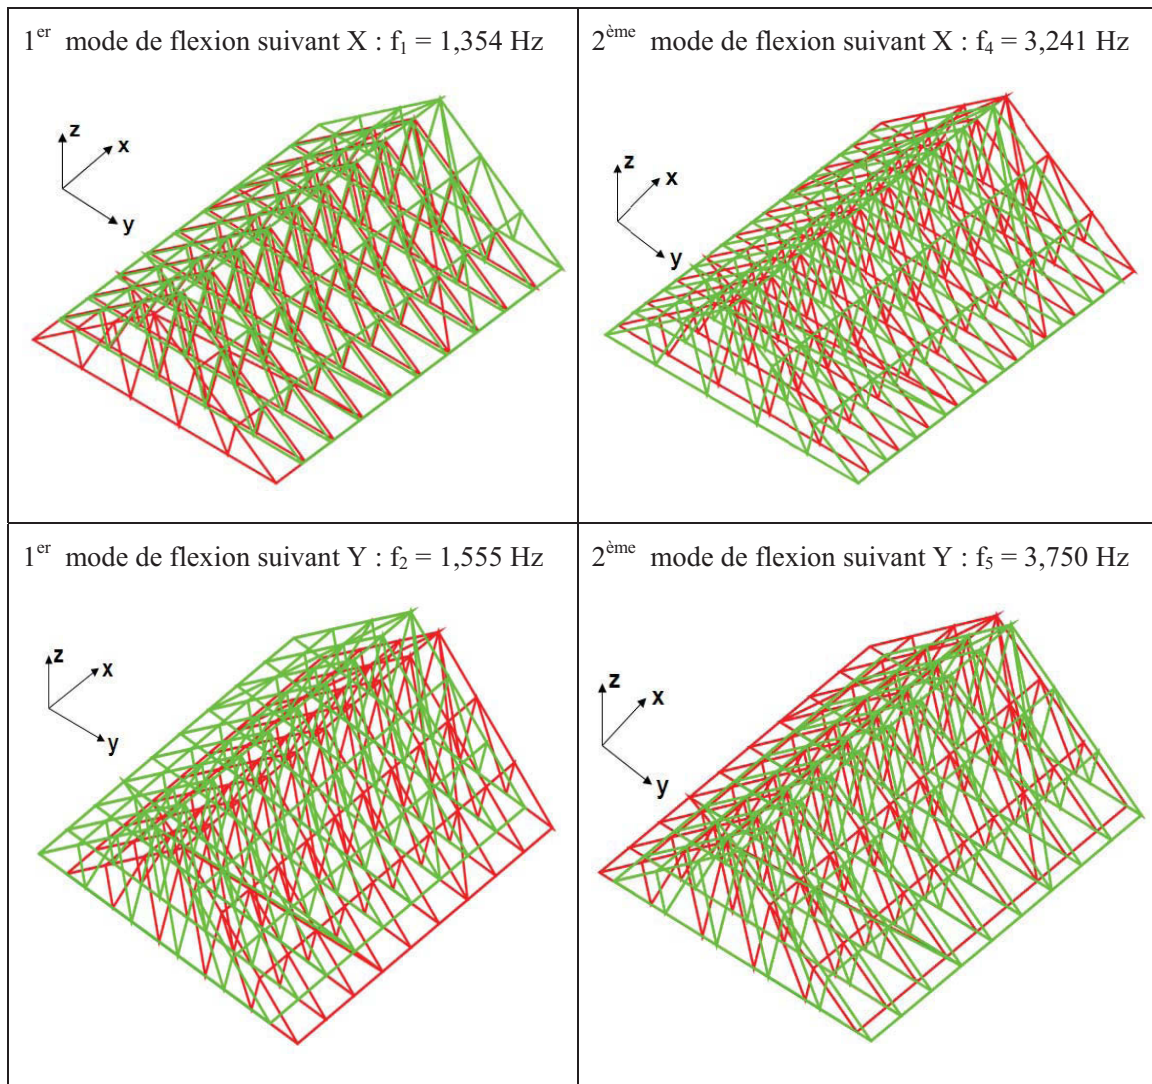 1er mode de flexion suivant X : f1 = 1,354 Hz
2ème mode de flexion suivant X : f4 = 3,241 Hz
z
x
y
z
x
y
1er mode de flexion suivant Y : f2 = 1,555 Hz
2ème mode de flexion suivant Y : f5 = 3,750 Hz
z
x
y
z
x
y